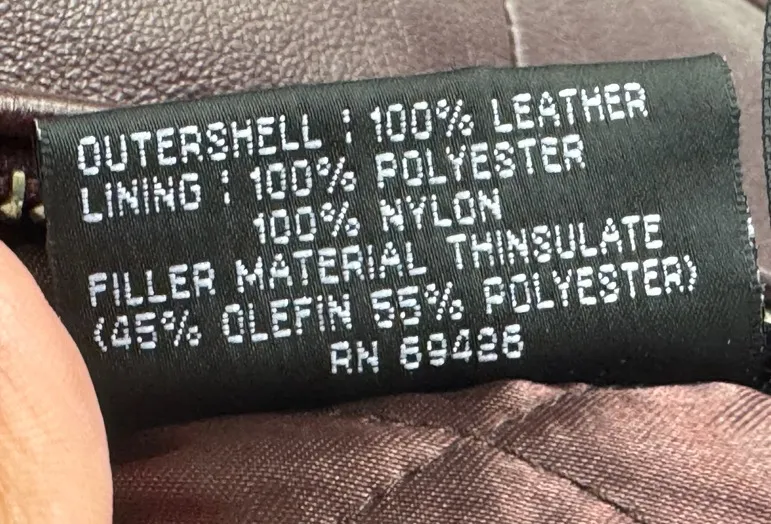 OUTERSHELL : 100% LEATHER
LINING : 100% POLYESTER
100% NYLON
FILLER MATERIAL THINSULATE
(45% OLEFIN 55% POLYESTER)
RN 69426